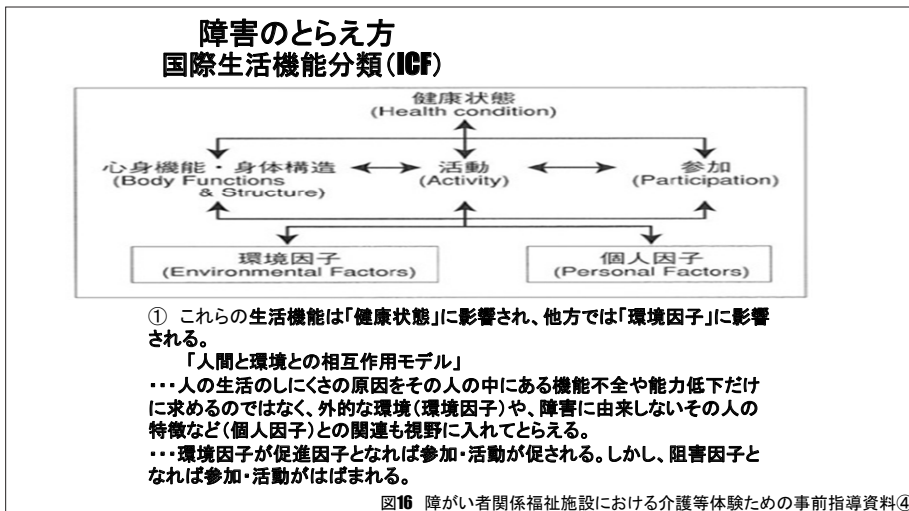 障害のとらえ方
国際生活機能分類(ICF)
健康状態
(Health condition)
心身機能・身体構造
(Body Functions
& Structure)
活動
(Activity)
参加
(Participation)
環境因子
(Environmental Factors)
個人因子
(Personal Factors)
① これらの生活機能は「健康状態」に影響され、他方では「環境因子」に影響
される。
「人間と環境との相互作用モデル」
・・・人の生活のしにくさの原因をその人の中にある機能不全や能力低下だけ
に求めるのではなく、外的な環境(環境因子)や、障害に由来しないその人の
特徴など(個人因子)との関連も視野に入れてとらえる。
・・・環境因子が促進因子となれば参加・活動が促される。しかし、阻害因子と
なれば参加・活動がはばまれる。
図16 障がい者関係福祉施設における介護等体験ための事前指導資料④